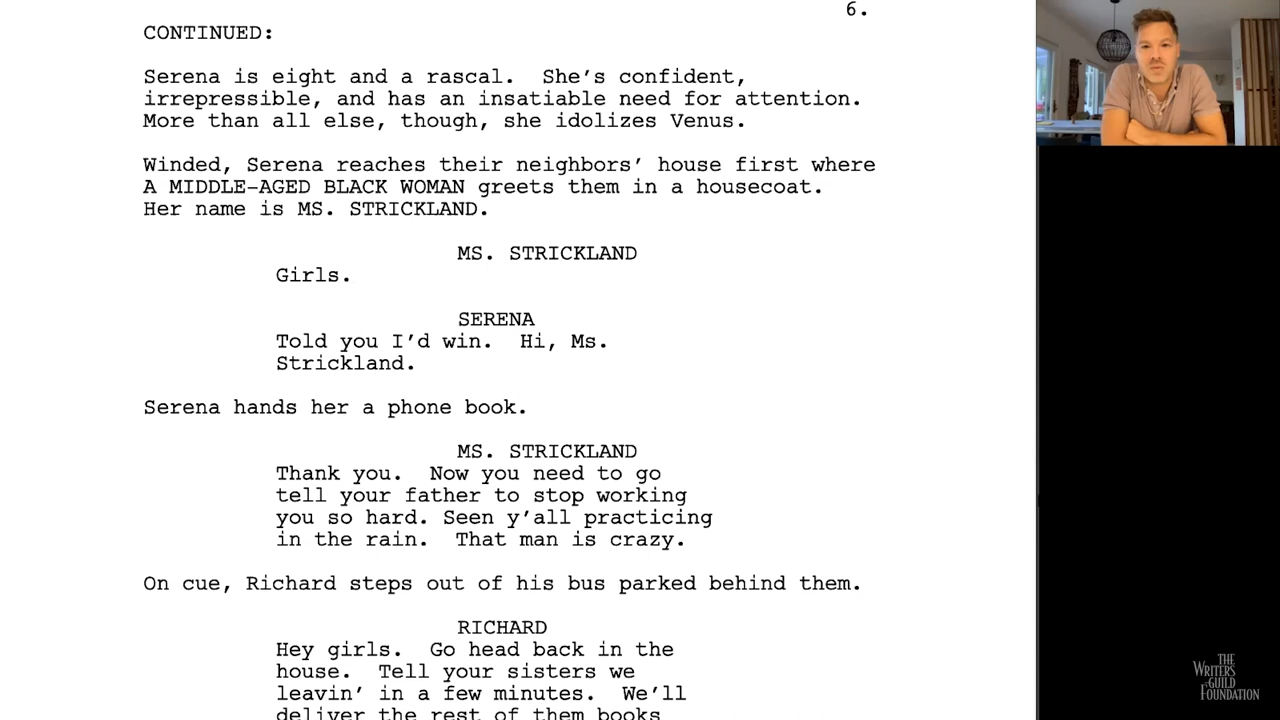 6.
CONTINUED:
Serena is eight and a rascal. She's confident,
irrepressible, and has an insatiable need for attention.
More than all else, though, she idolizes Venus.
Winded, Serena reaches their neighbors' house first where
A MIDDLE-AGED BLACK WOMAN greets them in a housecoat.
Her name is MS. STRICKLAND.
MS. STRICKLAND
Girls.
SERENA
Told you I'd win. Hi, Ms.
Strickland.
Serena hands her a phone book.
MS. STRICKLAND
Thank you. Now you need to go
tell your father to stop working
you so hard. Seen y'all practicing
in the rain. That man is crazy.
On cue, Richard steps out of his bus parked behind them.
RICHARD
Hey girls. Go head back in the
house. Tell your sisters we
leavin' in a few minutes. We'll
deliver the rest of them books
THE
WRITERS
GUILD
FOUNDATION